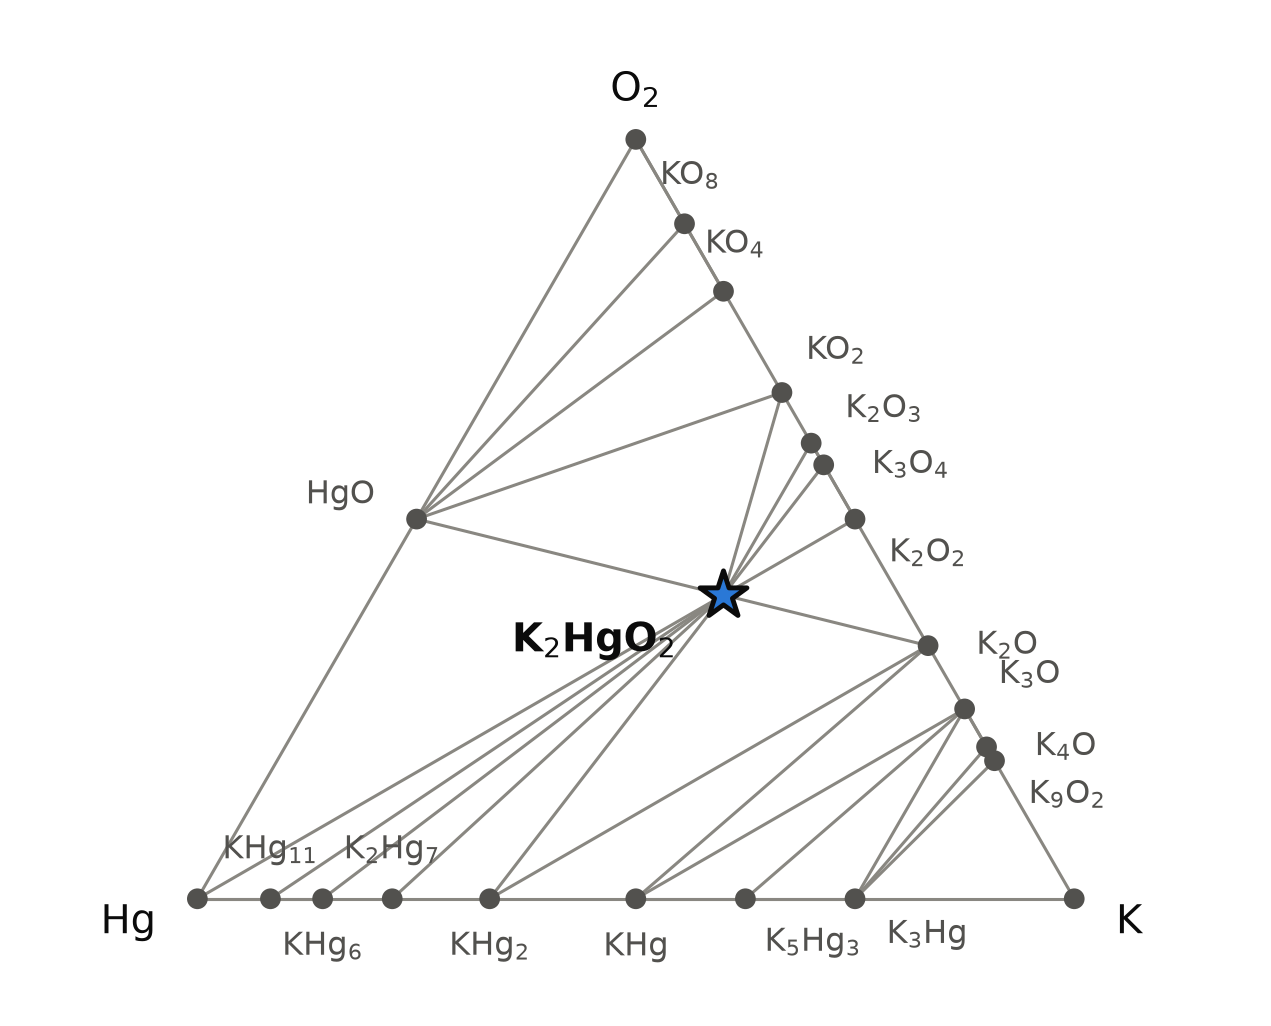 O₂
KO₈
KO₄
KO₂
K₂O₃
K₃O₄
HgO
K₂O₂
K₂HgO₂
K₂O
K₃O
K₄O
K₉O₂
KHg₁₁
K₂Hg₇
Hg
K
KHg₆
KHg₂
KHg
K₅Hg₃
K₃Hg